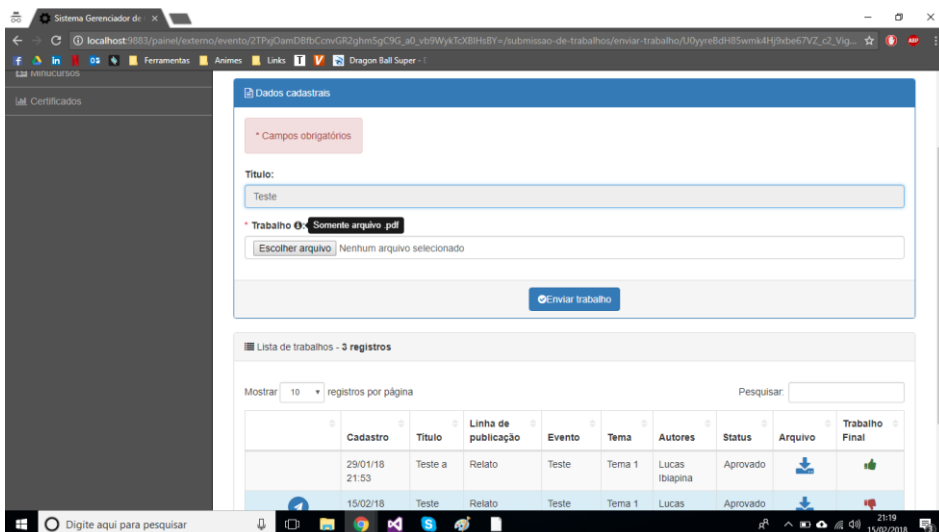 Sistema Gerenciador de
localhost:9883/painel/externo/evento/2TPxjOamDBfbCcnvGR2ghmSgC9G_a0_vb9WykTcXBIHsBY=/submissao-de-trabalhos/enviar-trabalho/U0yyreBdH85wmk4Hj9xbe67VZ_c2_Vig...
Ferramentas Animes Links T V Dragon Ball Super -
Minucursos
Certificados
Dados cadastrais
* Campos obrigatórios
Título:
Teste
* Trabalho : Somente arquivo .pdf
Escolher arquivo Nenhum arquivo selecionado
Enviar trabalho
Lista de trabalhos - 3 registros
Mostrar 10 registros por página Pesquisar:
Cadastro Título Linha de publicação Evento Tema Autores Status Arquivo Trabalho Final
29/01/18 21:53 Teste a Relato Teste Tema 1 Lucas Ibiapina Aprovado
15/02/18 Teste Relato Teste Tema 1 Lucas Aprovado
Digite aqui para pesquisar
21:19
15/02/2018